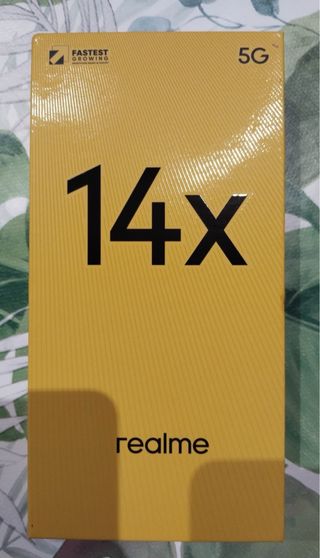 FASTEST
GROWING
5G
14x
realme